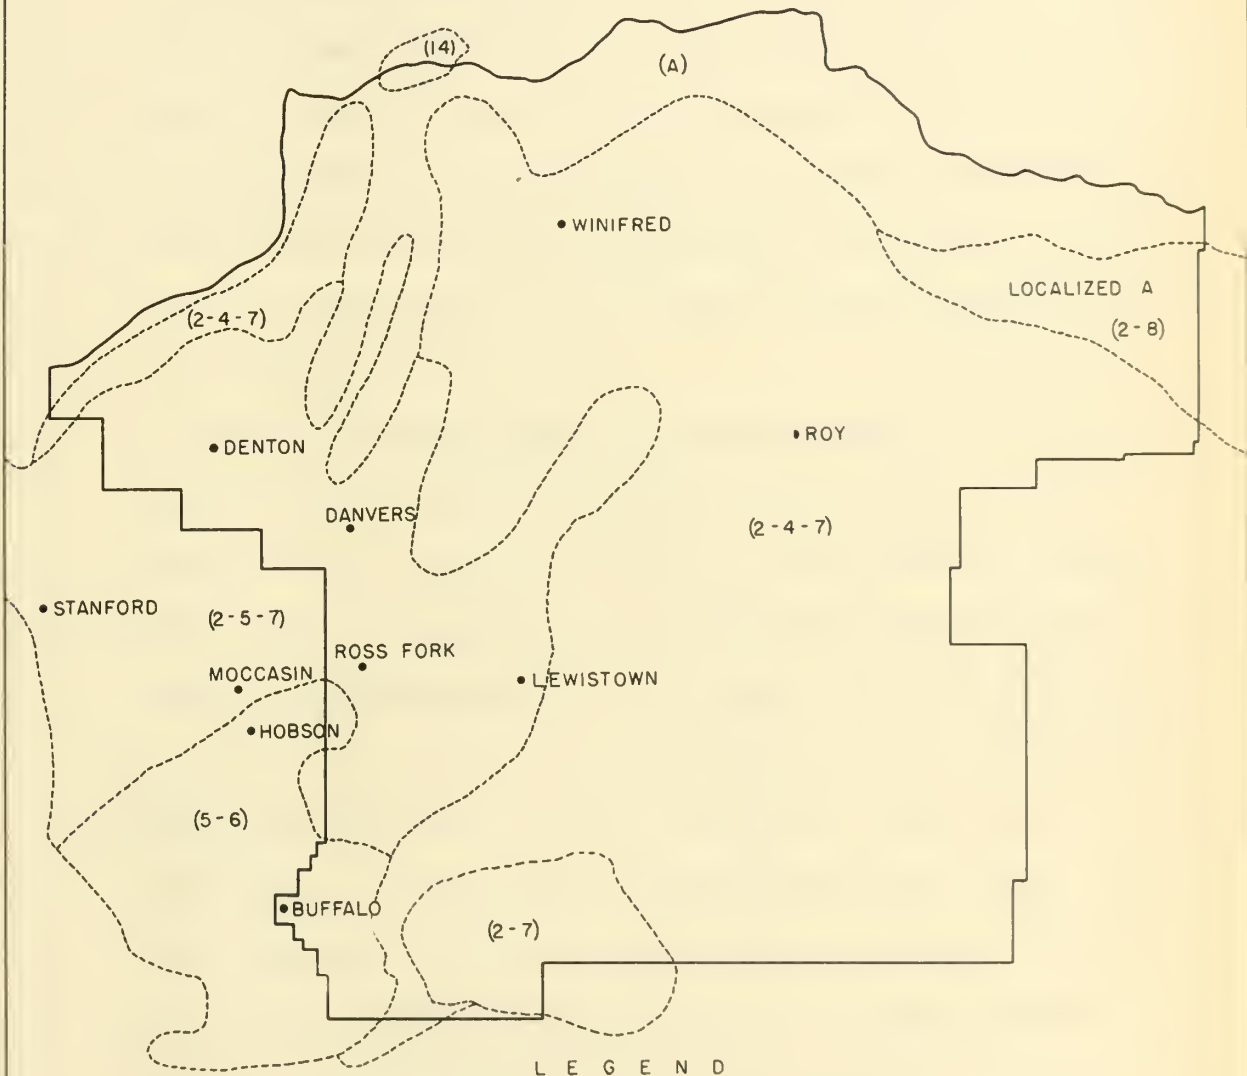 (14)
(A)
WINIFRED
LOCALIZED A
(2-4-7)
(2-8)
DENTON
ROY
DANVERS
(2-4-7)
STANFORD
(2-5-7)
ROSS FORK
MOCCASIN
LEWISTOWN
HOBSON
(5-6)
BUFFALO
(2-7)
LEGEND